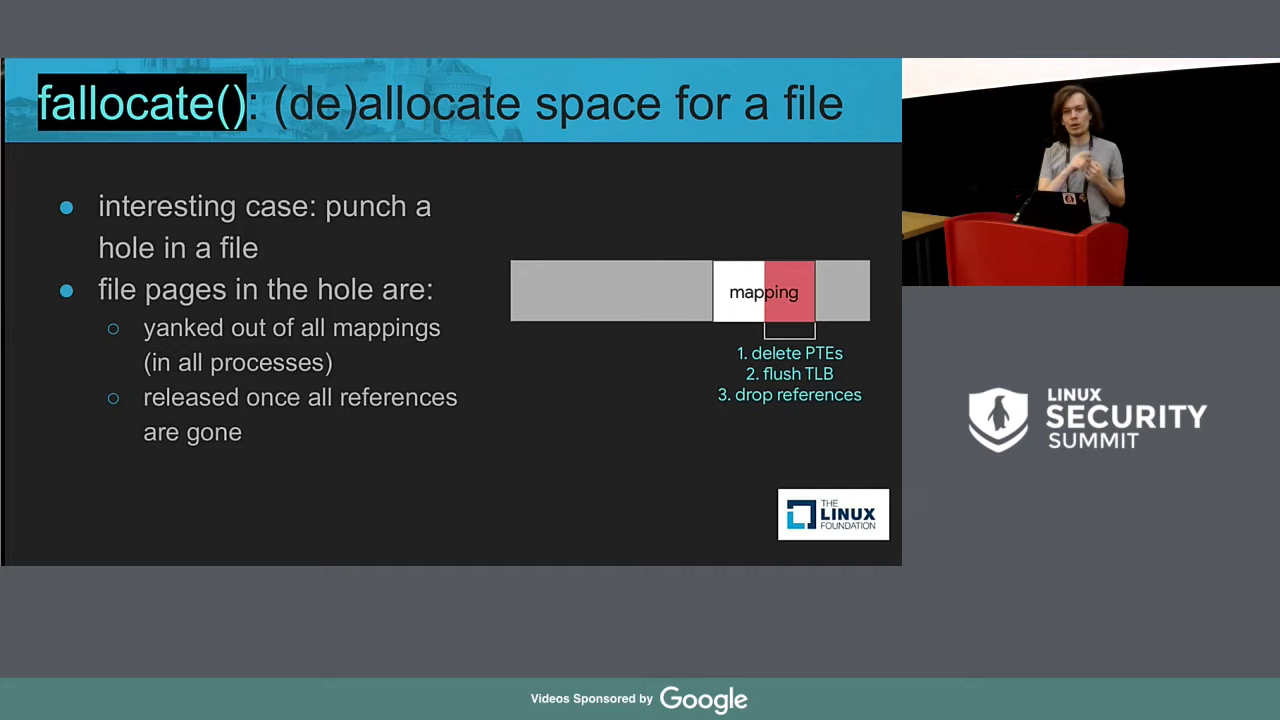 fallocate(): (de)allocate space for a file
● interesting case: punch a
hole in a file
● file pages in the hole are:
○ yanked out of all mappings
(in all processes)
○ released once all references
are gone
mapping
1. delete PTEs
2. flush TLB
3. drop references
THE
LINUX
FOUNDATION
LINUX
SECURITY
SUMMIT
Videos Sponsored by Google